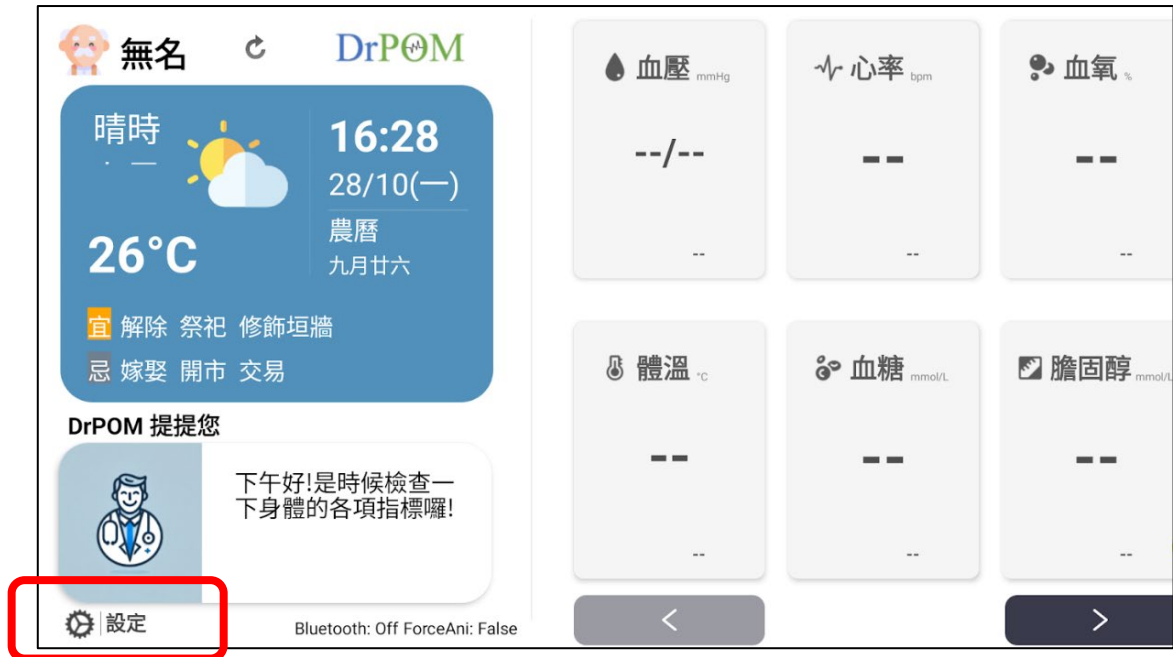 無名
DrPOM
晴時
16:28
28/10(一)
26°C
農曆
九月廿六
宜 解除 祭祀 修飾垣牆
忌 嫁娶 開市 交易
DrPOM 提提您
下午好!是時候檢查一
下身體的各項指標囉!
設定
Bluetooth: Off ForceAni: False
血壓 mmHg
--/--
--
心率 bpm
--
--
血氧 %
--
--
體溫 °C
--
--
血糖 mmol/L
--
--
膽固醇 mmol/L
--
--
<
>